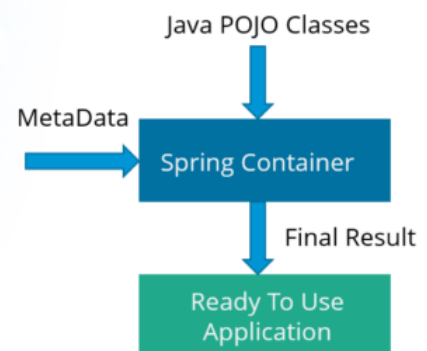 Java POJO Classes
MetaData
Spring Container
Final Result
Ready To Use
Application